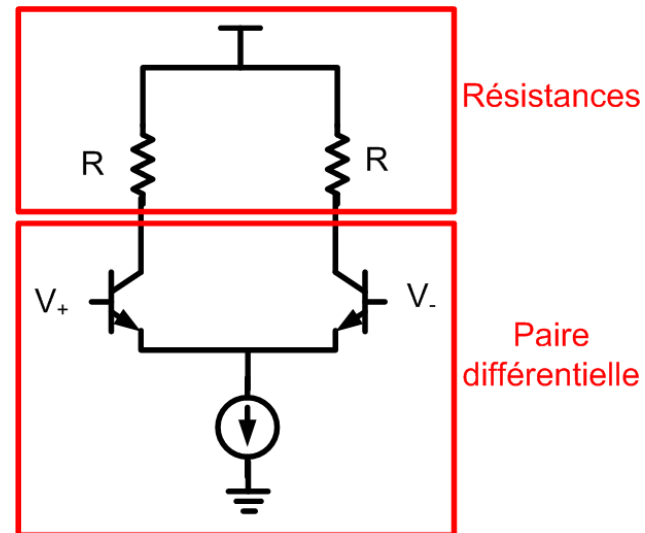 Résistances
R
R
V₊
V₋
Paire
différentielle